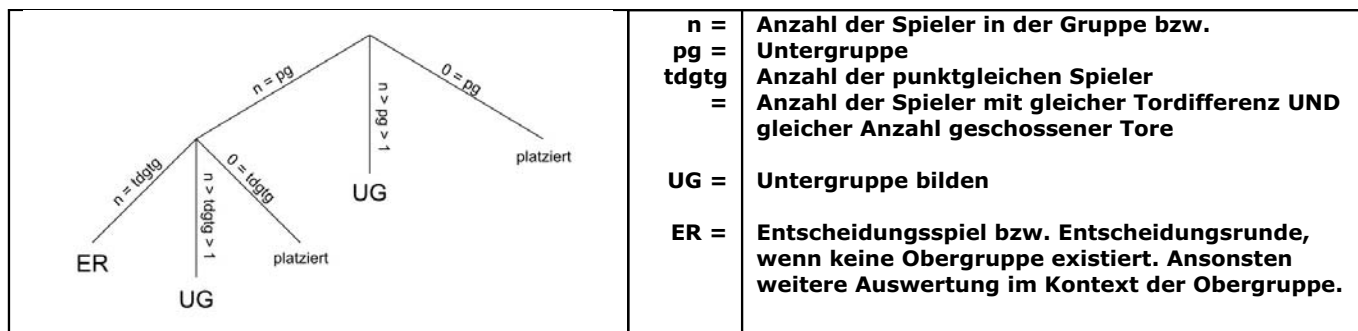 n = pg
n > pg > 1
0 = pg
platziert
UG
n = tdgtg
n > tdgtg > 1
0 = tdgtg
platziert
ER
UG
n = Anzahl der Spieler in der Gruppe bzw.
pg = Untergruppe
tdgtg Anzahl der punktgleichen Spieler
= Anzahl der Spieler mit gleicher Tordifferenz UND
gleicher Anzahl geschossener Tore
UG = Untergruppe bilden
ER = Entscheidungsspiel bzw. Entscheidungsrunde,
wenn keine Obergruppe existiert. Ansonsten
weitere Auswertung im Kontext der Obergruppe.